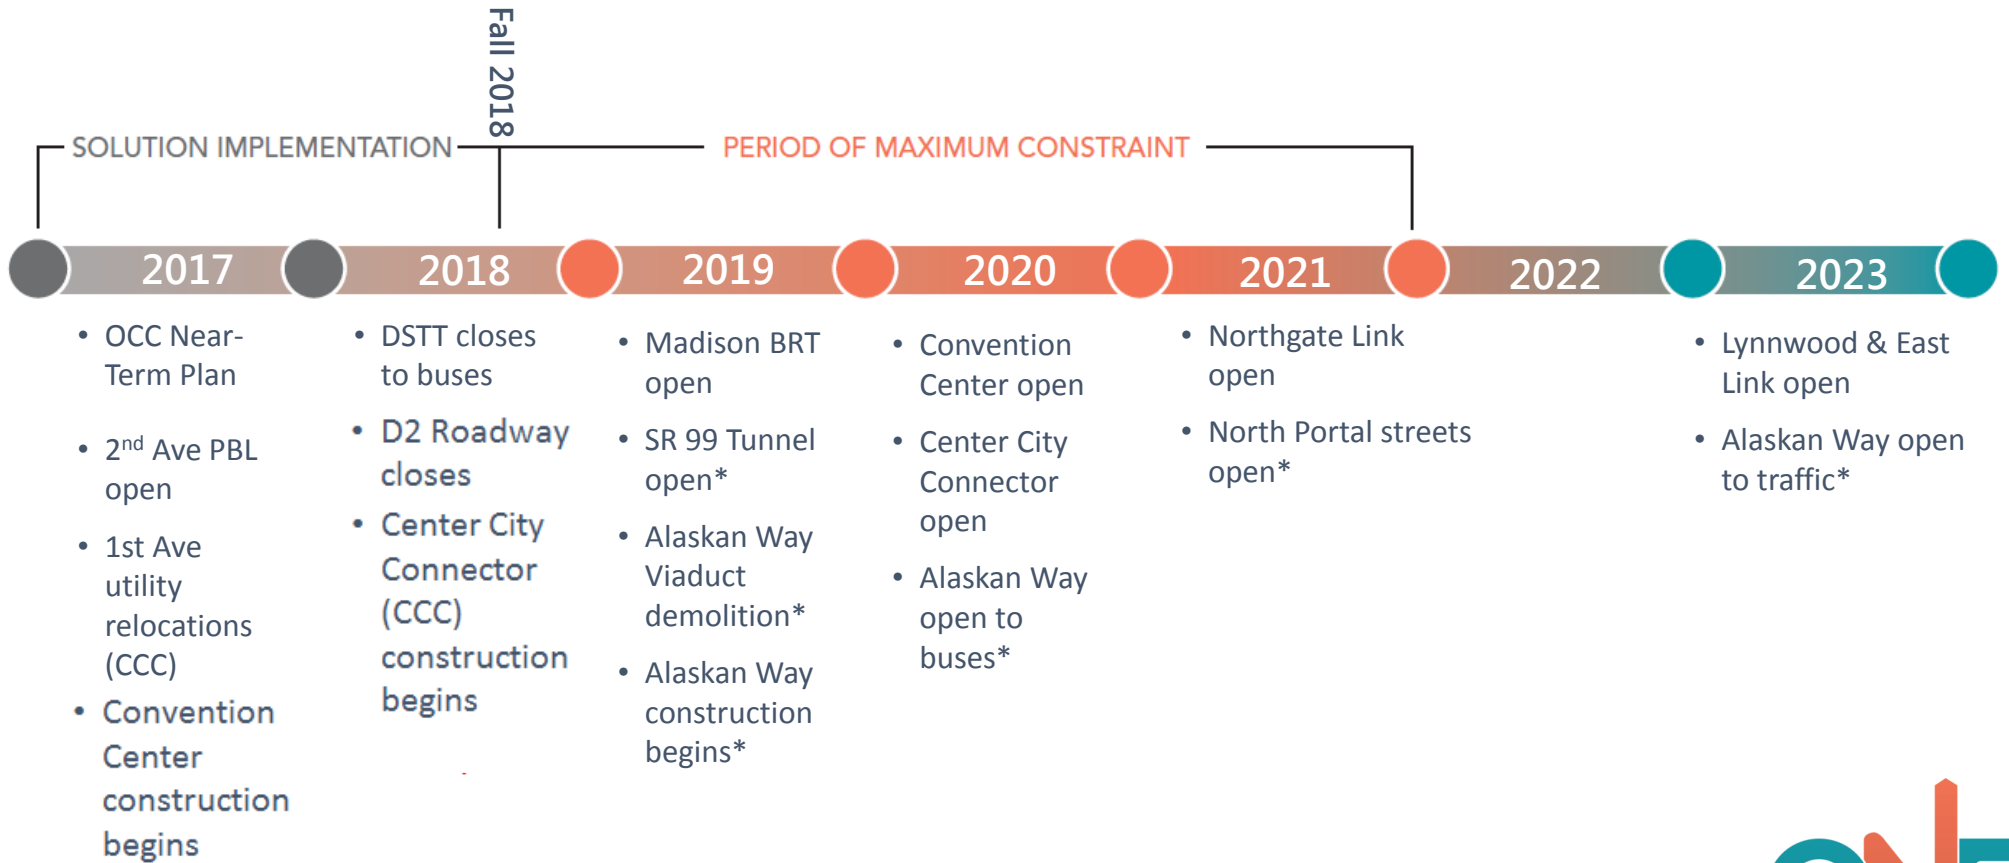 Fall 2018
SOLUTION IMPLEMENTATION
PERIOD OF MAXIMUM CONSTRAINT
2017
2018
2019
2020
2021
2022
2023
• OCC Near-
Term Plan
• 2nd Ave PBL
open
• 1st Ave
utility
relocations
(CCC)
• Convention
Center
construction
begins
• DSTT closes
to buses
• D2 Roadway
closes
• Center City
Connector
(CCC)
construction
begins
• Madison BRT
open
• SR 99 Tunnel
open*
• Alaskan Way
Viaduct
demolition*
• Alaskan Way
construction
begins*
• Convention
Center open
• Center City
Connector
open
• Alaskan Way
open to
buses*
• Northgate Link
open
• North Portal streets
open*
• Lynnwood & East
Link open
• Alaskan Way open
to traffic*